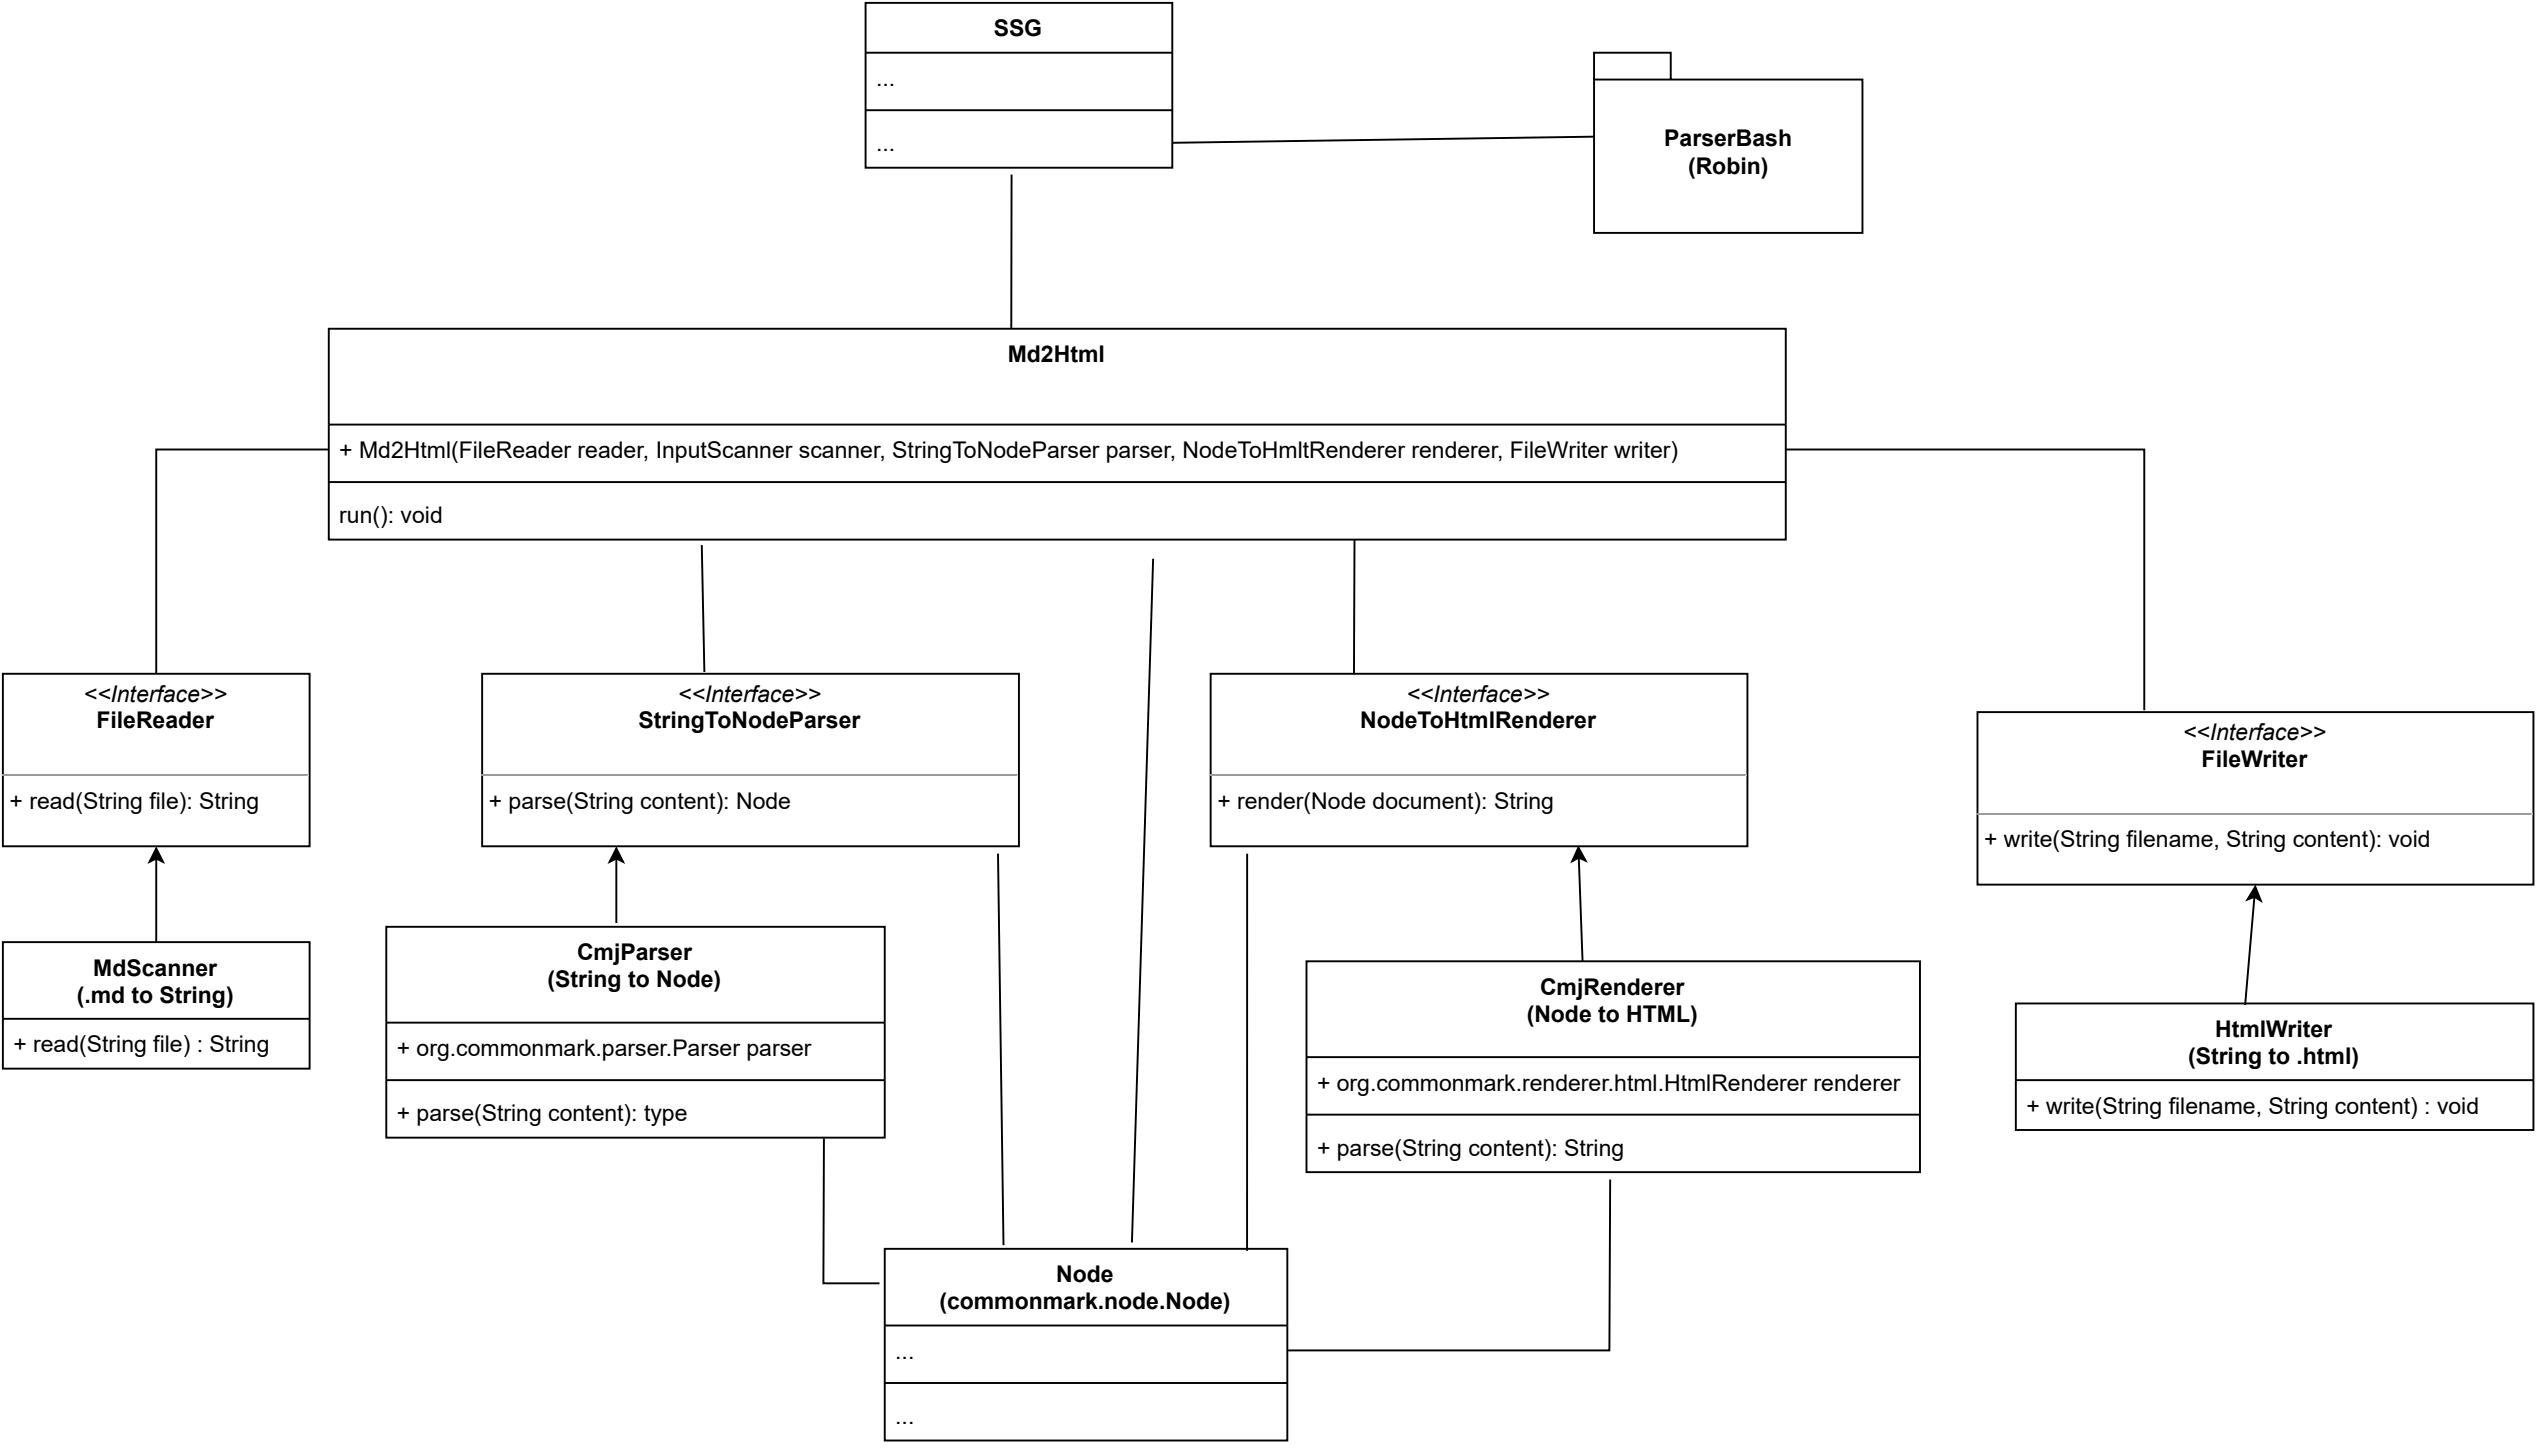 SSG
...
...
ParserBash
(Robin)
Md2Html
+ Md2Html(FileReader reader, InputScanner scanner, StringToNodeParser parser, NodeToHmltRenderer renderer, FileWriter writer)
run(): void
<<Interface>>
FileReader
+ read(String file): String
<<Interface>>
StringToNodeParser
+ parse(String content): Node
<<Interface>>
NodeToHtmlRenderer
+ render(Node document): String
<<Interface>>
FileWriter
+ write(String filename, String content): void
MdScanner
(.md to String)
+ read(String file) : String
CmjParser
(String to Node)
+ org.commonmark.parser.Parser parser
+ parse(String content): type
CmjRenderer
(Node to HTML)
+ org.commonmark.renderer.html.HtmlRenderer renderer
+ parse(String content): String
HtmlWriter
(String to .html)
+ write(String filename, String content) : void
Node
(commonmark.node.Node)
...
...